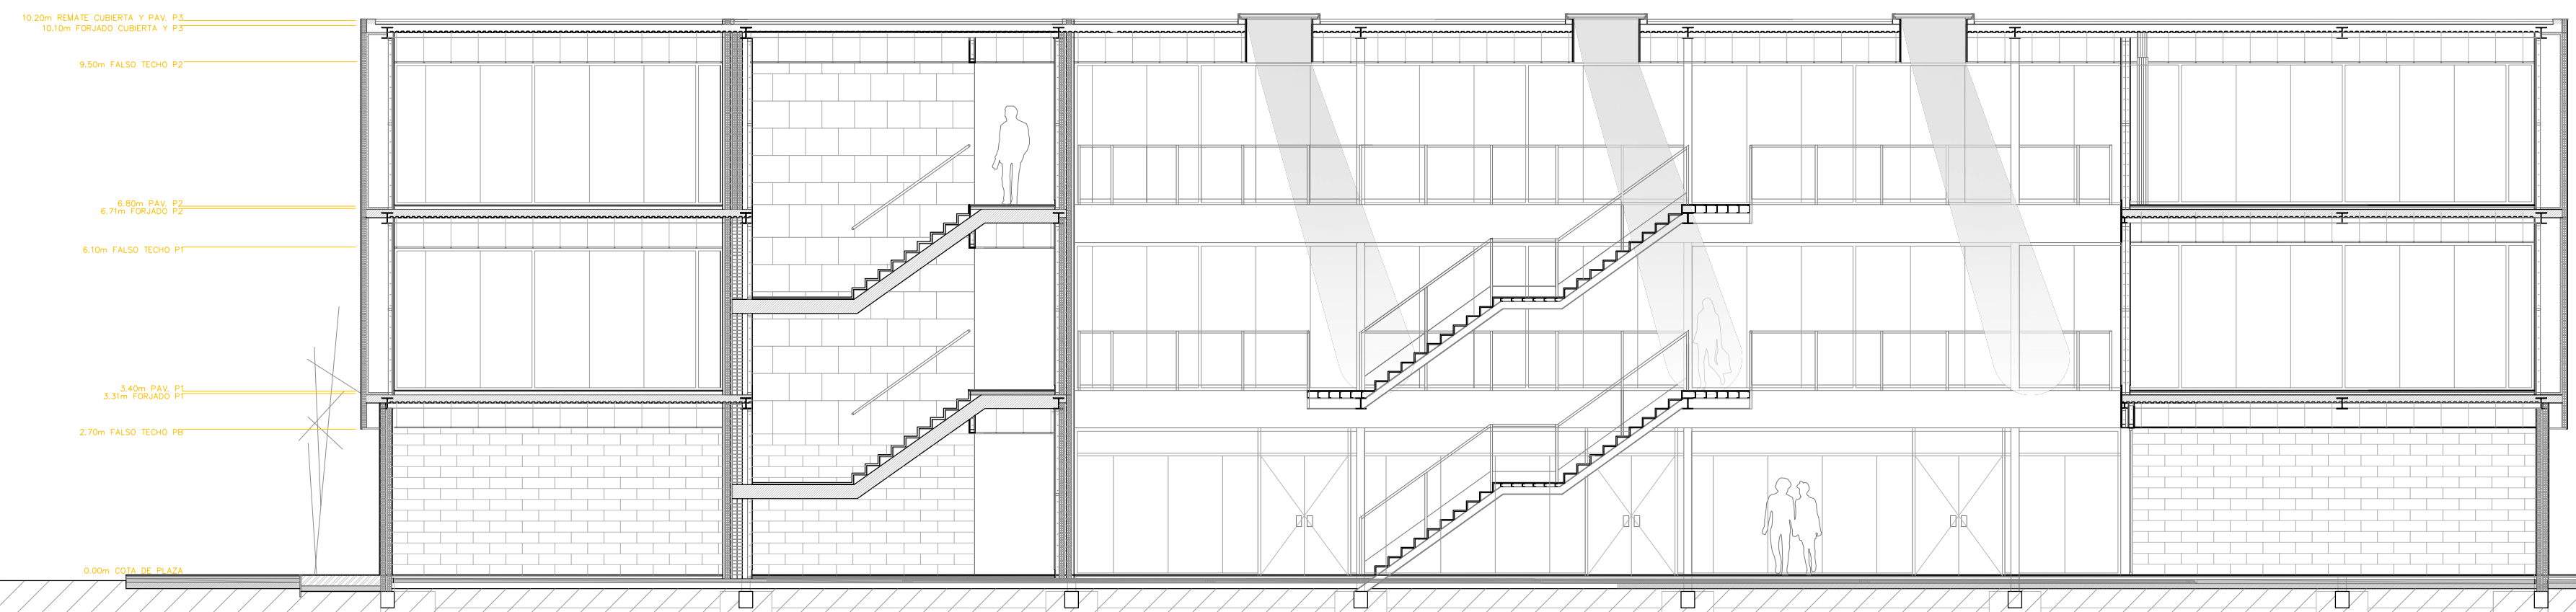 10.20m REMATE CUBIERTA Y PAV. P3
10.10m FORJADO CUBIERTA Y P3
9.50m FALSO TECHO P2
6.80m PAV. P2
6.71m FORJADO P2
6.10m FALSO TECHO P1
3.40m PAV. P1
3.31m FORJADO P1
2.70m FALSO TECHO PB
0.00m COTA DE PLAZA